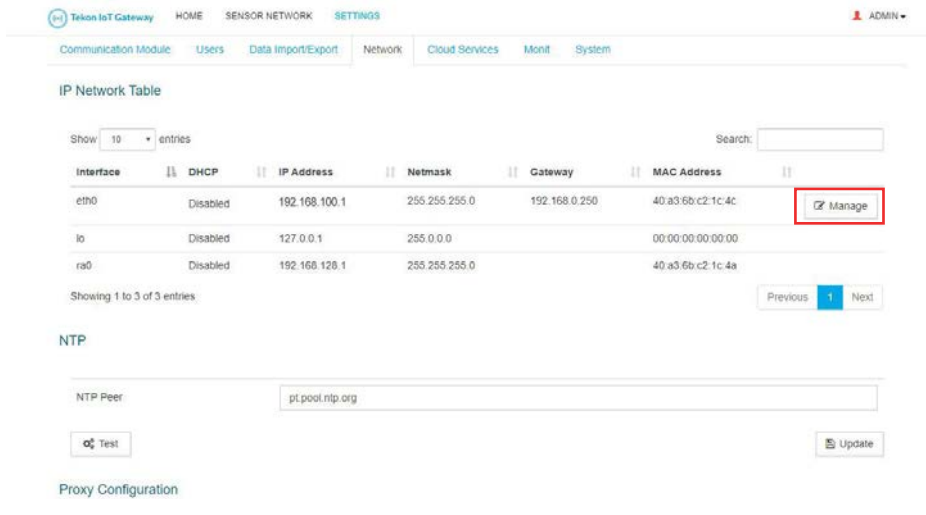 Tekon IoT Gateway HOME SENSOR NETWORK SETTINGS ADMIN
Communication Module Users Data Import/Export Network Cloud Services Monit System
IP Network Table
Show 10 entries Search:
Interface DHCP IP Address Netmask Gateway MAC Address
eth0 Disabled 192.168.100.1 255.255.255.0 192.168.0.250 40:a3:6b:c2:1c:4c Manage
lo Disabled 127.0.0.1 255.0.0.0 00:00:00:00:00:00
ra0 Disabled 192.168.128.1 255.255.255.0 40:a3:6b:c2:1c:4a
Showing 1 to 3 of 3 entries Previous 1 Next
NTP
NTP Peer pt.pool.ntp.org
Test Update
Proxy Configuration